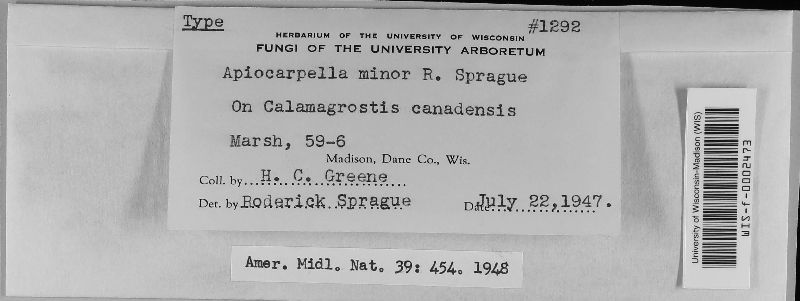 Type #1292
HERBARIUM OF THE UNIVERSITY OF WISCONSIN
FUNGI OF THE UNIVERSITY ARBORETUM
Apiocarpella minor R. Sprague
On Calamagrostis canadensis
Marsh, 59-6
Madison, Dane Co., Wis.
Coll. by H. C. Greene
Det. by Roderick Sprague Date July 22,1947.
Amer. Midl. Nat. 39: 454. 1948
University of Wisconsin-Madison (WIS)
WIS-f-0002473